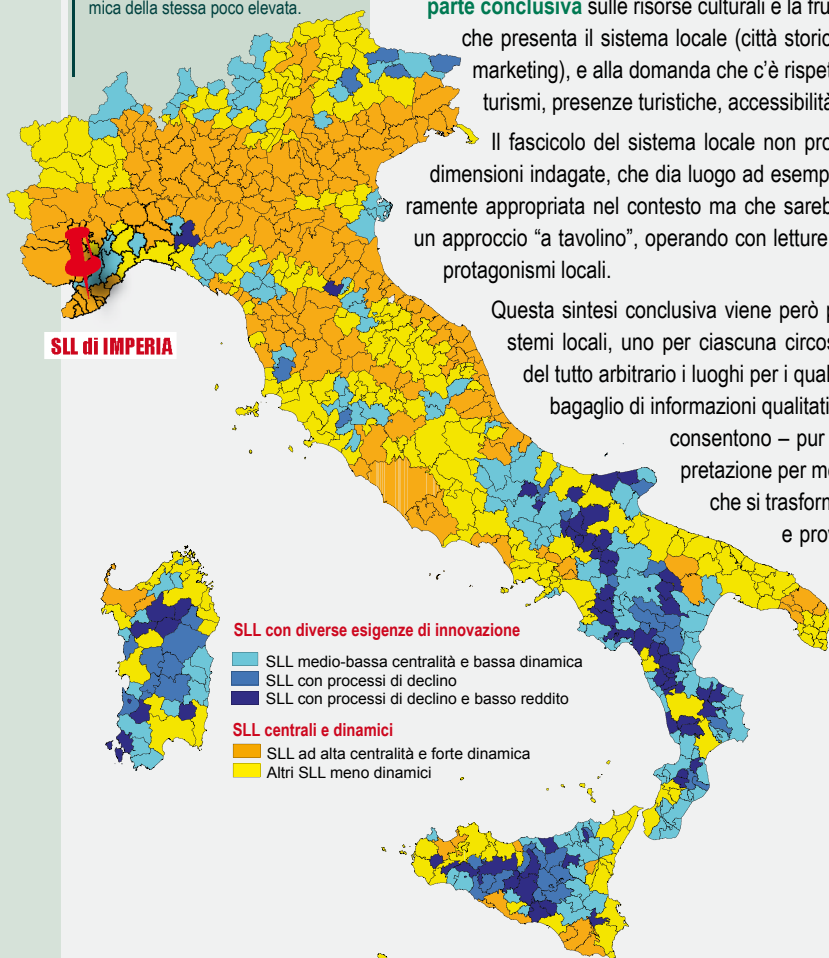 mica della stessa poco elevata.
parte conclusiva sulle risorse culturali e la fru
che presenta il sistema locale (città storic
marketing), e alla domanda che c'è rispet
turismi, presenze turistiche, accessibilità
Il fascicolo del sistema locale non pro
dimensioni indagate, che dia luogo ad esemp
ramente appropriata nel contesto ma che sareb
un approccio “a tavolino”, operando con letture
protagonismi locali.
Questa sintesi conclusiva viene però p
stemi locali, uno per ciascuna circos
del tutto arbitrario i luoghi per i qual
bagaglio di informazioni qualitati
consentono – pur
pretazione per me
che si trasform
e prov
SLL di IMPERIA
SLL con diverse esigenze di innovazione
SLL medio-bassa centralità e bassa dinamica
SLL con processi di declino
SLL con processi di declino e basso reddito
SLL centrali e dinamici
SLL ad alta centralità e forte dinamica
Altri SLL meno dinamici